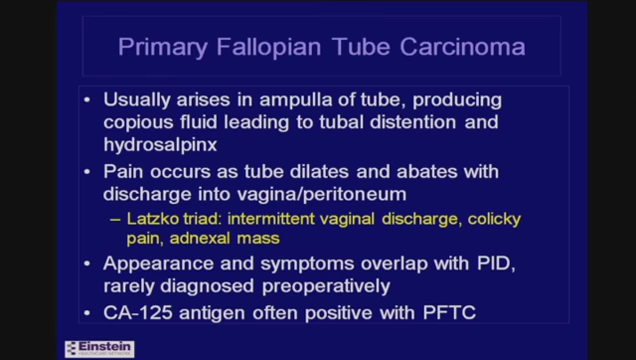 Primary Fallopian Tube Carcinoma
• Usually arises in ampulla of tube, producing
copious fluid leading to tubal distention and
hydrosalpinx
• Pain occurs as tube dilates and abates with
discharge into vagina/peritoneum
– Latzko triad: intermittent vaginal discharge, colicky
pain, adnexal mass
• Appearance and symptoms overlap with PID,
rarely diagnosed preoperatively
• CA-125 antigen often positive with PFTC
Einstein
HEALTHCARE NETWORK